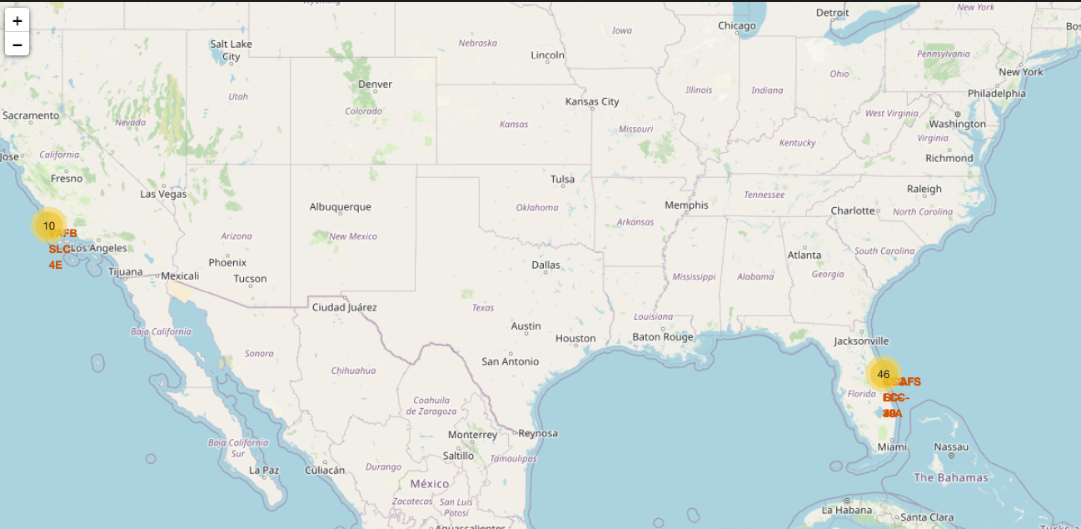 +
−
Wyoming
Chicago
Detroit
New York
Iowa
Salt Lake
City
Nebraska
Lincoln
Pennsylvania
New York
Denver
Utah
Colorado
Illinois
Indiana
Ohio
Philadelphia
Kansas City
Sacramento
Nevada
Kansas
Missouri
West Virginia
Washington
Virginia
Jose
California
Kentucky
Richmond
Fresno
Las Vegas
Tulsa
Raleigh
Albuquerque
Oklahoma
Memphis
Tennessee
Charlotte
North Carolina
10
Arizona
New Mexico
Arkansas
SLC-
4E
Los Angeles
Phoenix
Atlanta
South Carolina
Tijuana
Mexicali
Tucson
Dallas
Mississippi
Alabama
Georgia
Ciudad Juárez
Texas
Louisiana
Baja California
Austin
Houston
Baton Rouge
Jacksonville
Sonora
San Antonio
Chihuahua
46
Florida
Coahuila
de Zaragoza
Baja California
Sur
Monterrey
Reynosa
Miami
Nassau
Saltillo
Tamaulipas
La Paz
Culiacán
Durango
México
The Bahamas
Zacatecas
San Luis
Potosí
La Habana
Santa Clara
Aguascalientes